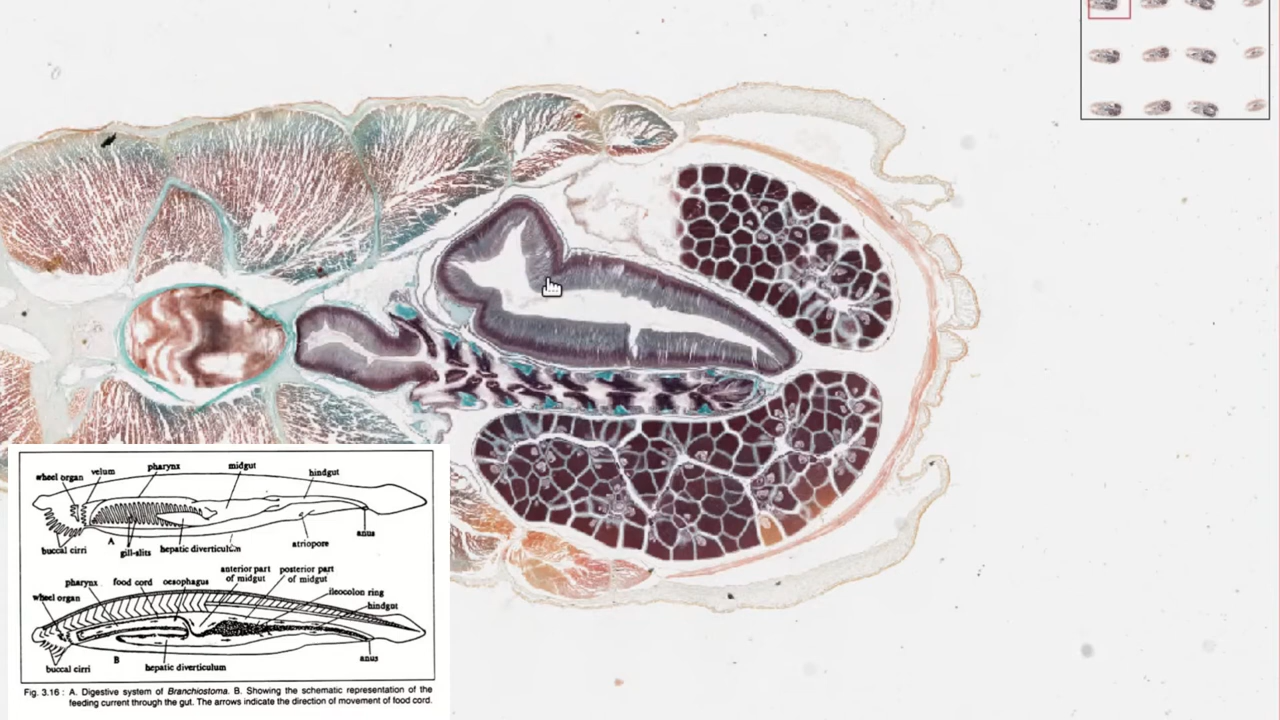 wheel organ velum pharynx midgut hindgut
buccal cirri A gill-slits hepatic diverticulum atriopore anus
anterior part of midgut posterior part of midgut
pharynx food cord oesophagus ileocolon ring
wheel organ hindgut
B anus
buccal cirri hepatic diverticulum
Fig. 3.16 : A. Digestive system of Branchiostoma. B. Showing the schematic representation of the
feeding current through the gut. The arrows indicate the direction of movement of food cord.